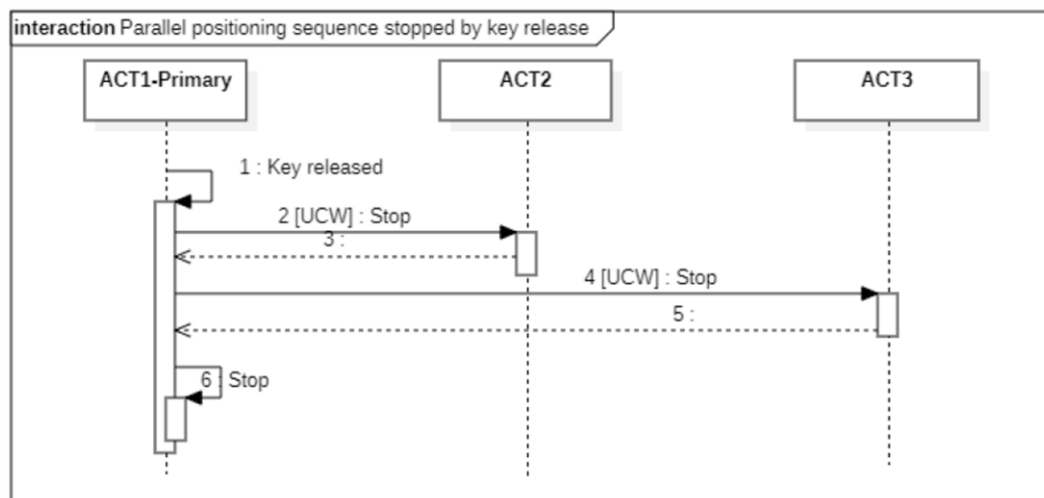 interaction Parallel positioning sequence stopped by key release
ACT1-Primary
ACT2
ACT3
1 : Key released
2 [UCW] : Stop
3 :
4 [UCW] : Stop
5 :
6 : Stop